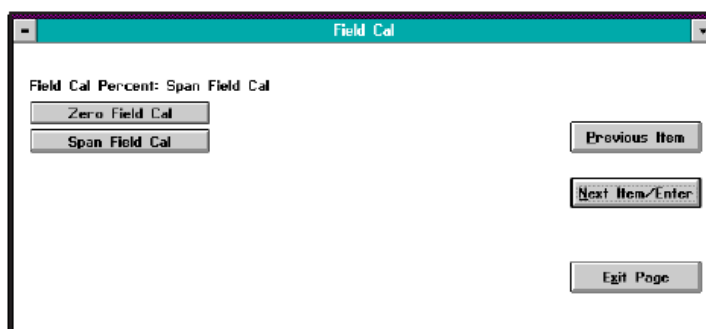 Field Cal
Field Cal Percent: Span Field Cal
Zero Field Cal
Span Field Cal
Previous Item
Next Item/Enter
Exit Page